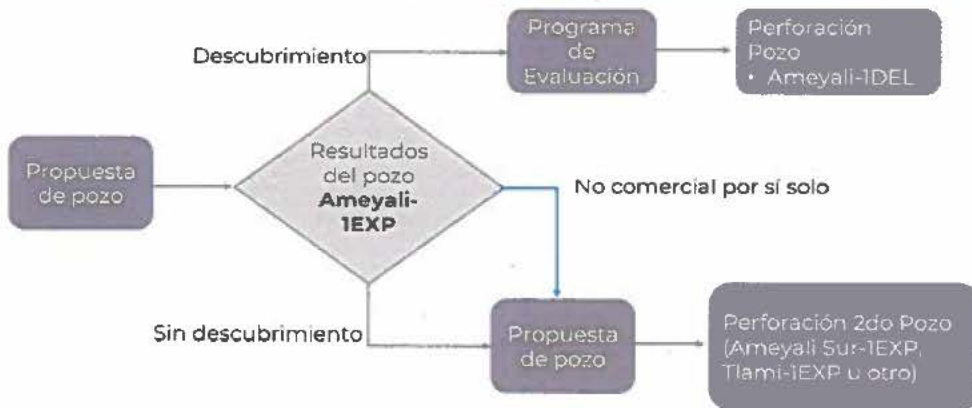 Descubrimiento
Programa
de
Evaluación
Perforación
Pozo
• Ameyali-1DEL
Propuesta
de pozo
Resultados
del pozo
Ameyali-
1EXP
No comercial por sí solo
Sin descubrimiento
Propuesta
de pozo
Perforación 2do Pozo
(Ameyali Sur-1EXP,
Tlami-1EXP u otro)